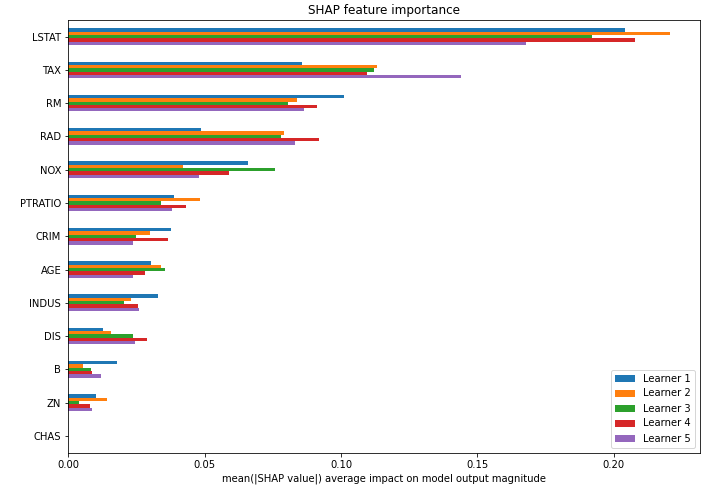 SHAP feature importance
LSTAT
TAX
RM
RAD
NOX
PTRATIO
CRIM
AGE
INDUS
DIS
B
ZN
CHAS
Learner 1
Learner 2
Learner 3
Learner 4
Learner 5
0.00 0.05 0.10 0.15 0.20
mean(|SHAP value|) average impact on model output magnitude